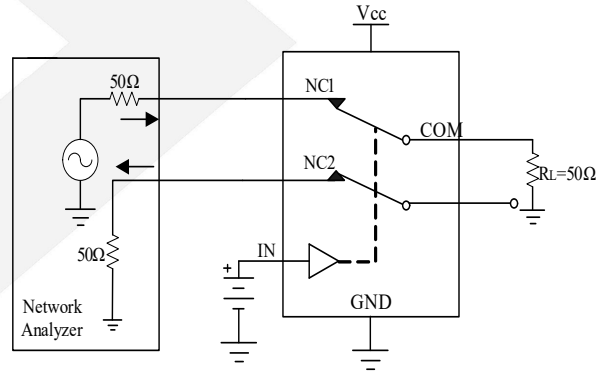 Vcc
50Ω
NC1
COM
NC2
RL=50Ω
50Ω
IN
+
GND
Network
Analyzer